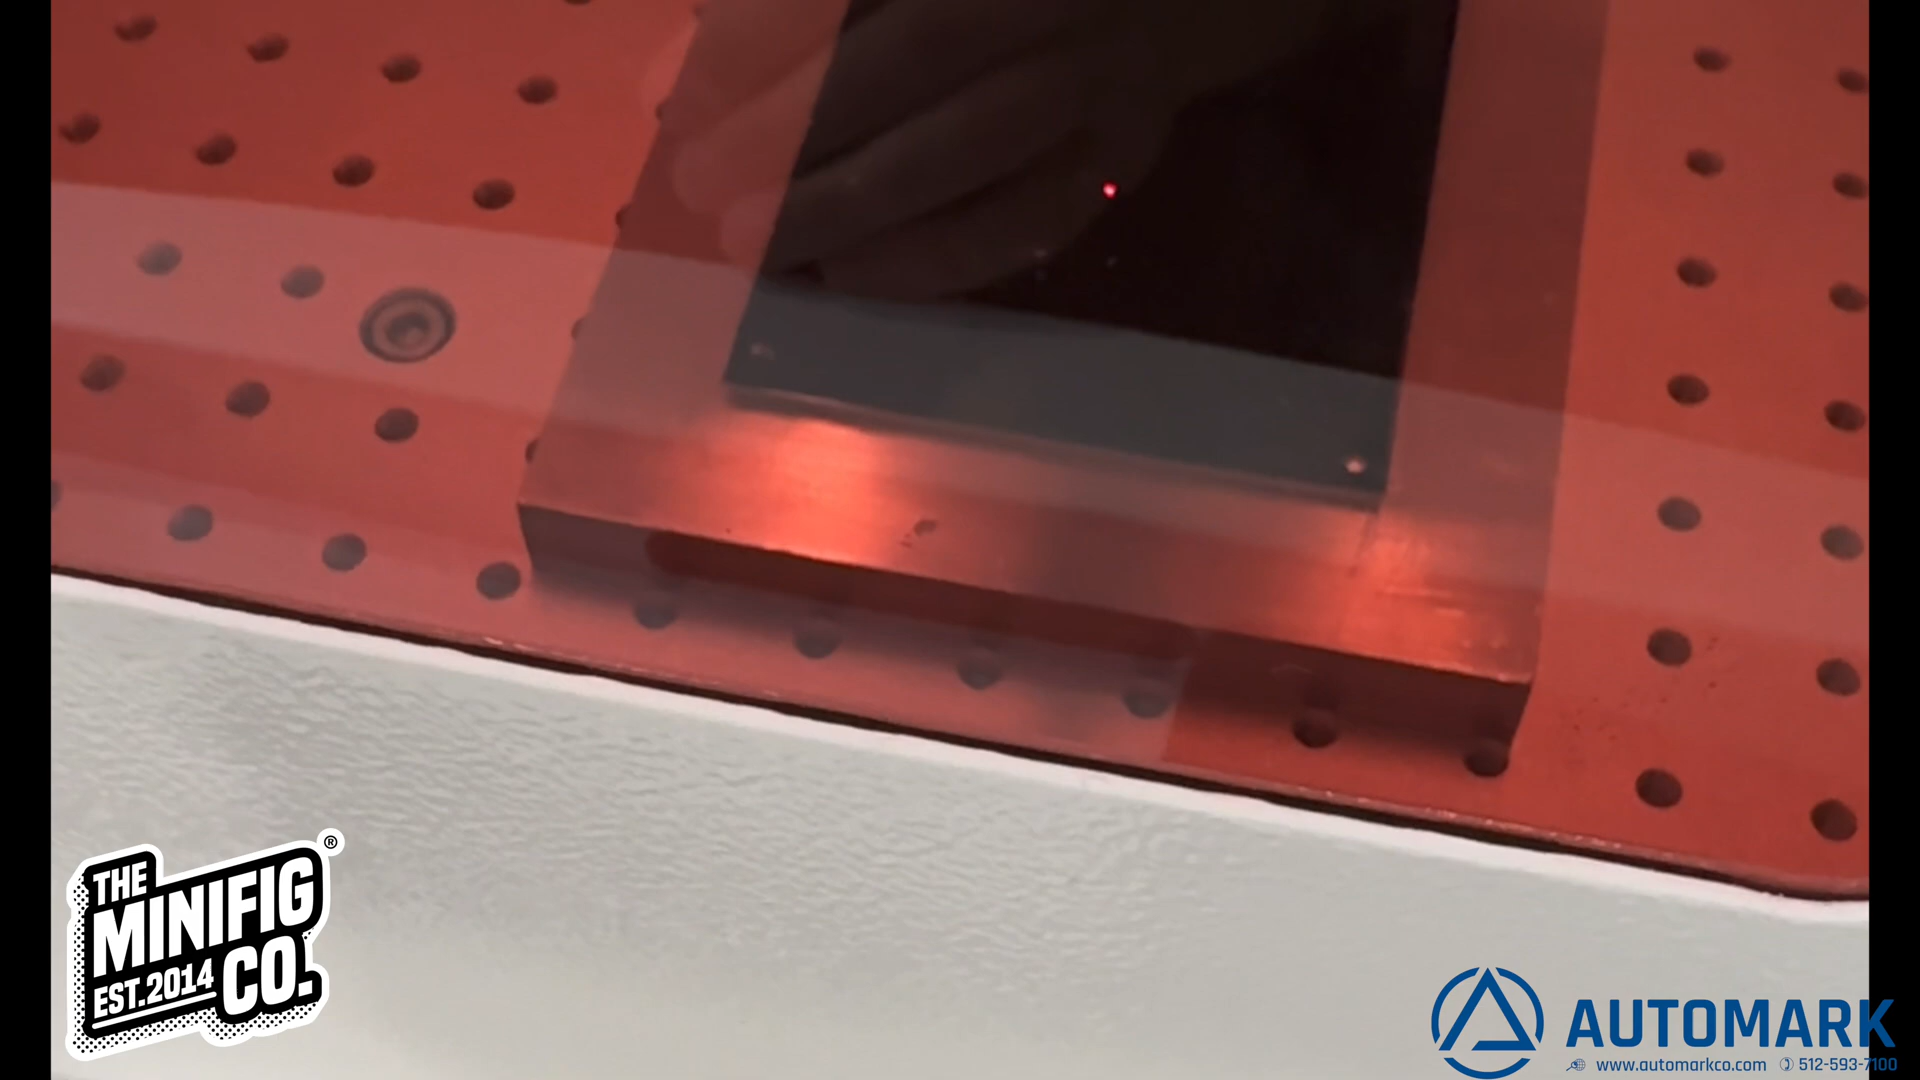 THE
MINIFIG
EST.2014 CO.
®
AUTOMARK
www.automarkco.com 512-593-7100